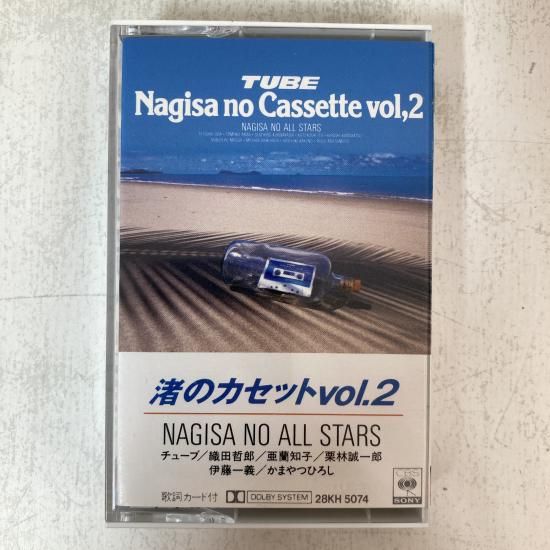 TUBE
Nagisa no Cassette vol,2
NAGISA NO ALL STARS
渚のカセットvol.2
NAGISA NO ALL STARS
チューブ／織田哲郎／亜蘭知子／栗林誠一郎
伊藤一義／かまやつひろし
歌詞カード付 DOLBY SYSTEM 28KH 5074
CBS
SONY